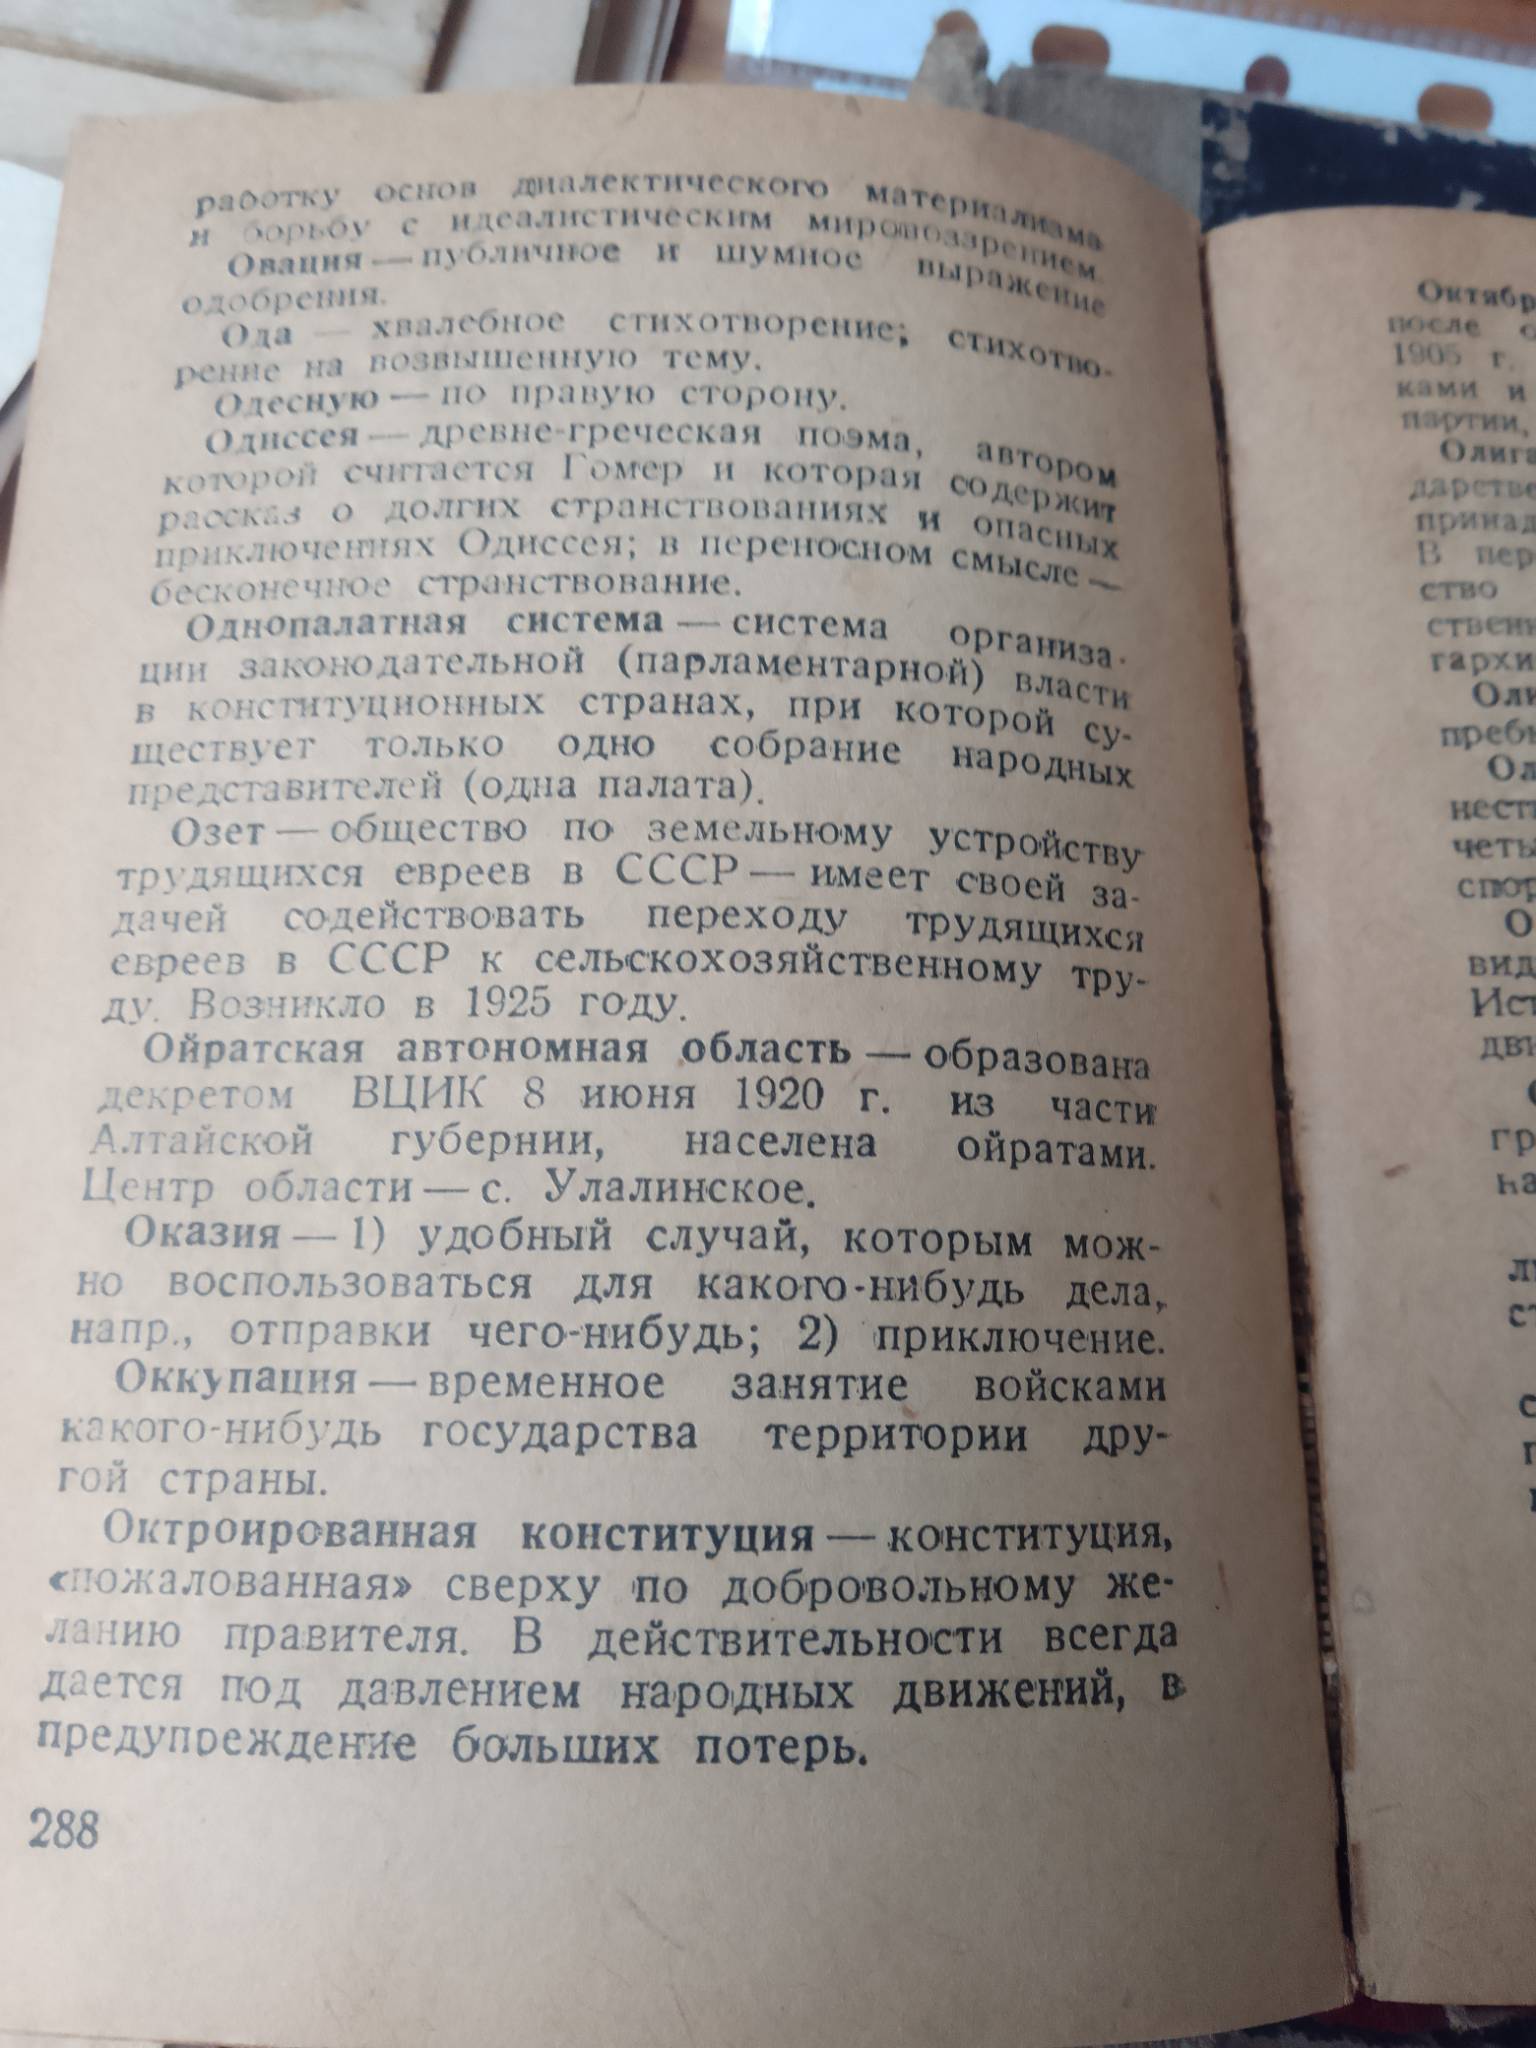 работку основ диалектического материализма
и борьбу с идеалистическим мировоззрением.
Овация — публичное и шумное выражение
одобрения.
Ода — хвалебное стихотворение; стихотво-
рение на возвышенную тему.
Одесную — по правую сторону.
Одиссея — древне-греческая поэма, автором
которой считается Гомер и которая содержит
рассказ о долгих странствованиях и опасных
приключениях Одиссея; в переносном смысле —
бесконечное странствование.
Однопалатная система — система организа-
ции законодательной (парламентарной) власти
в конституционных странах, при которой су-
ществует только одно собрание народных
представителей (одна палата).
Озет — общество по земельному устройству
трудящихся евреев в СССР — имеет своей за-
дачей содействовать переходу трудящихся
евреев в СССР к сельскохозяйственному тру-
ду. Возникло в 1925 году.
Ойратская автономная область — образована
декретом ВЦИК 8 июня 1920 г. из части
Алтайской губернии, населена ойратами.
Центр области — с. Улалинское.
Оказия — 1) удобный случай, которым мож-
но воспользоваться для какого-нибудь дела,
напр., отправки чего-нибудь; 2) приключение.
Оккупация — временное занятие войсками
какого-нибудь государства территории дру-
гой страны.
Октроированная конституция — конституция,
«пожалованная» сверху по добровольному же-
ланию правителя. В действительности всегда
дается под давлением народных движений, в
предупреждение больших потерь.
288
после
1905 г.
ками и
партии,
В
ство